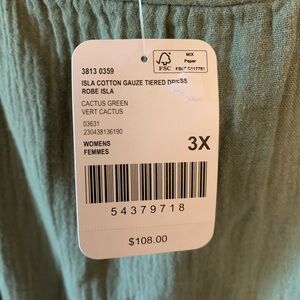 3813 0359
FSC
MIX
Paper
ISLA COTTON GAUZE TIERED DRESS
ROBE ISLA
CACTUS GREEN
VERT CACTUS
03631
230438136190
WOMENS
FEMMES
3X
54379718
$108.00